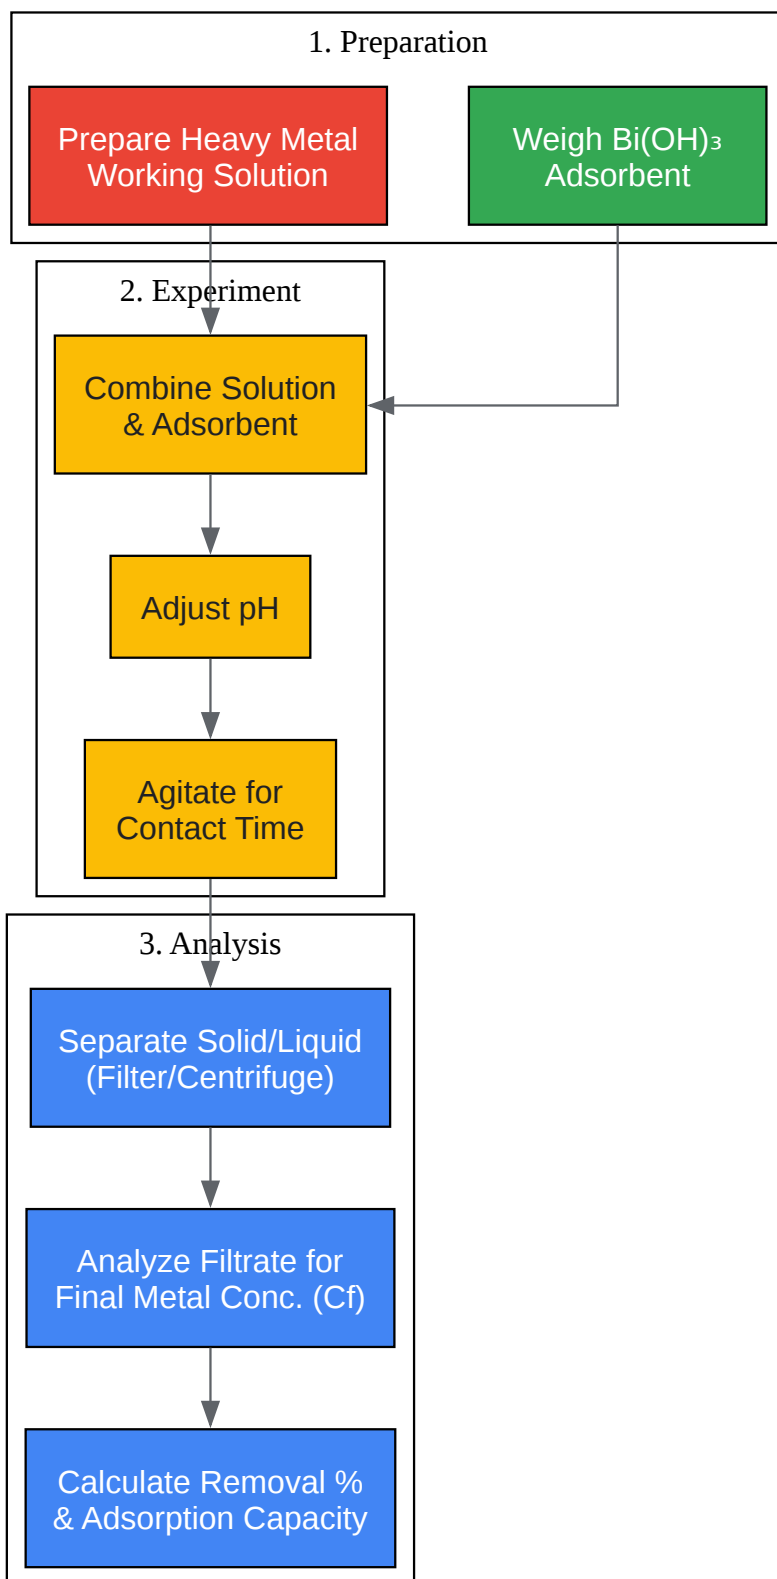 1. Preparation
Prepare Heavy Metal
Working Solution
Weigh Bi(OH)₃
Adsorbent
2. Experiment
Combine Solution
& Adsorbent
Adjust pH
Agitate for
Contact Time
3. Analysis
Separate Solid/Liquid
(Filter/Centrifuge)
Analyze Filtrate for
Final Metal Conc. (Cf)
Calculate Removal %
& Adsorption Capacity